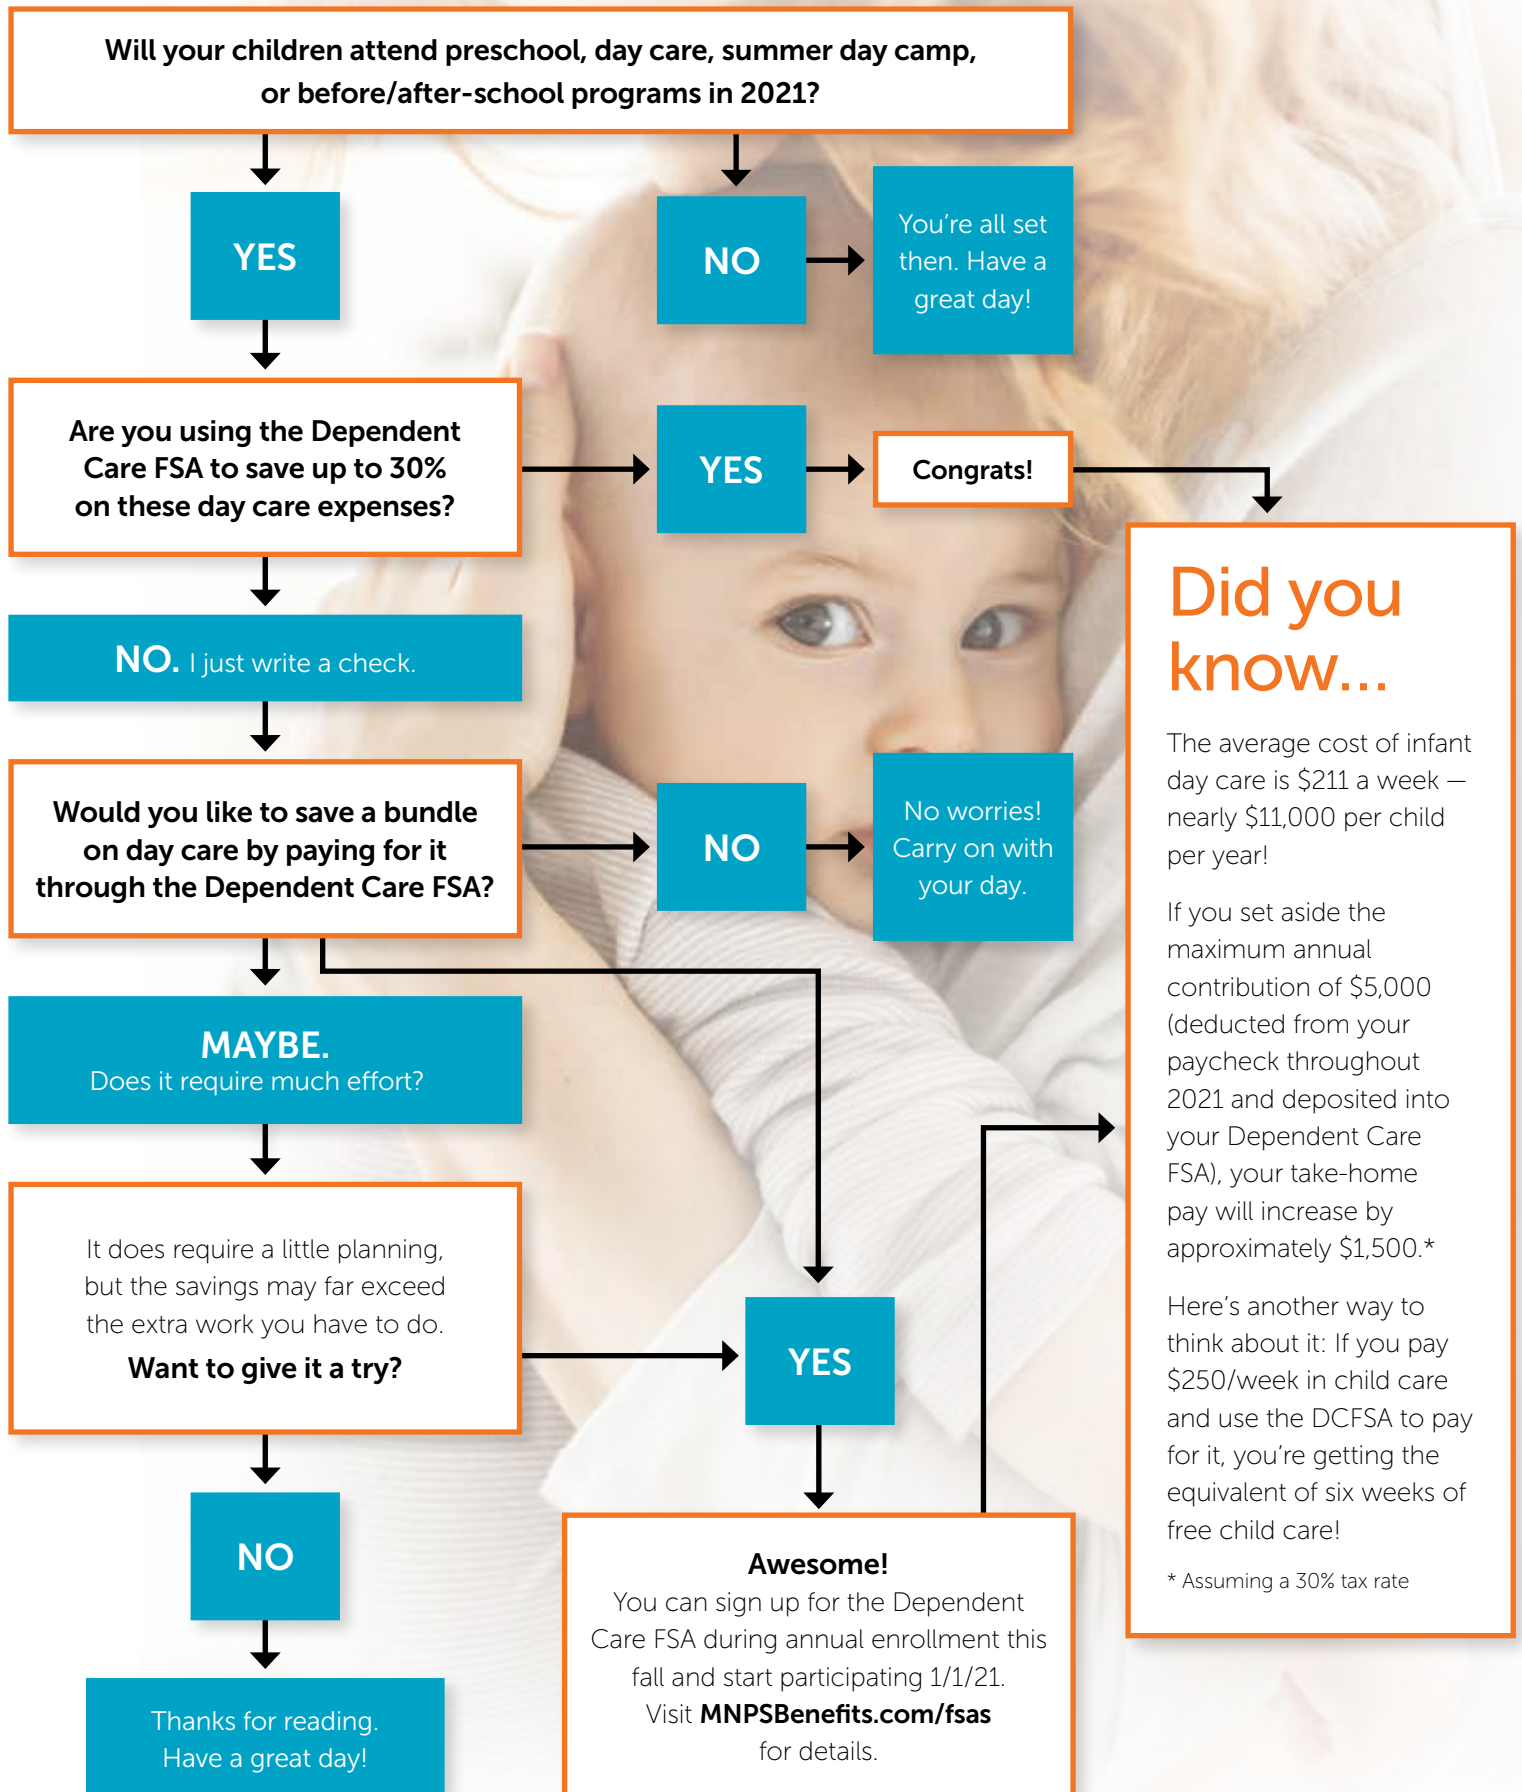 Will your children attend preschool, day care, summer day camp,
or before/after-school programs in 2021?
YES
NO
You're all set
then. Have a
great day!
Are you using the Dependent
Care FSA to save up to 30%
on these day care expenses?
YES
Congrats!
NO. I just write a check.
Would you like to save a bundle
on day care by paying for it
through the Dependent Care FSA?
NO
No worries!
Carry on with
your day.
MAYBE.
Does it require much effort?
It does require a little planning,
but the savings may far exceed
the extra work you have to do.
Want to give it a try?
YES
NO
Thanks for reading.
Have a great day!
Awesome!
You can sign up for the Dependent
Care FSA during annual enrollment this
fall and start participating 1/1/21.
Visit MNPSBenefits.com/fsas
for details.
Did you
know...
The average cost of infant
day care is $211 a week —
nearly $11,000 per child
per year!
If you set aside the
maximum annual
contribution of $5,000
(deducted from your
paycheck throughout
2021 and deposited into
your Dependent Care
FSA), your take-home
pay will increase by
approximately $1,500.*
Here's another way to
think about it: If you pay
$250/week in child care
and use the DCFSA to pay
for it, you're getting the
equivalent of six weeks of
free child care!
* Assuming a 30% tax rate